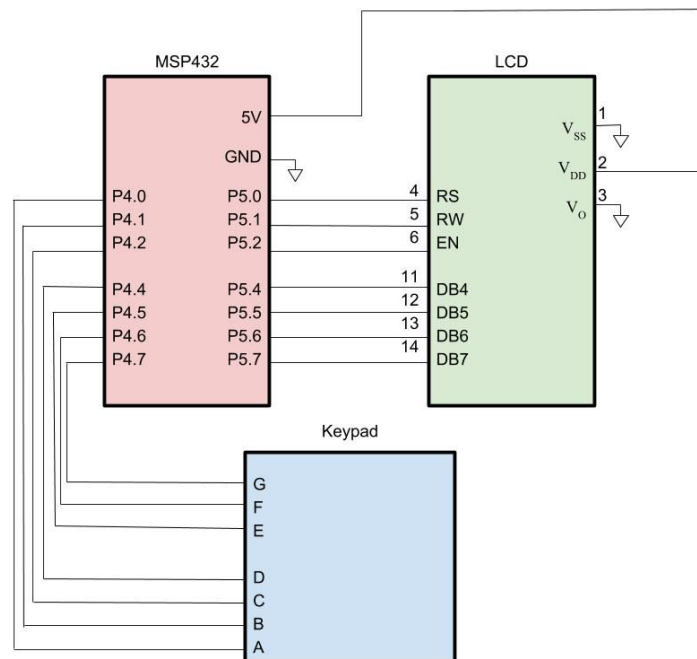 MSP432
5V
GND
P4.0
P4.1
P4.2
P4.4
P4.5
P4.6
P4.7
P5.0
P5.1
P5.2
P5.4
P5.5
P5.6
P5.7
4
5
6
11
12
13
14
LCD
RS
RW
EN
DB4
DB5
DB6
DB7
VSS
VDD
VO
1
2
3
Keypad
G
F
E
D
C
B
A